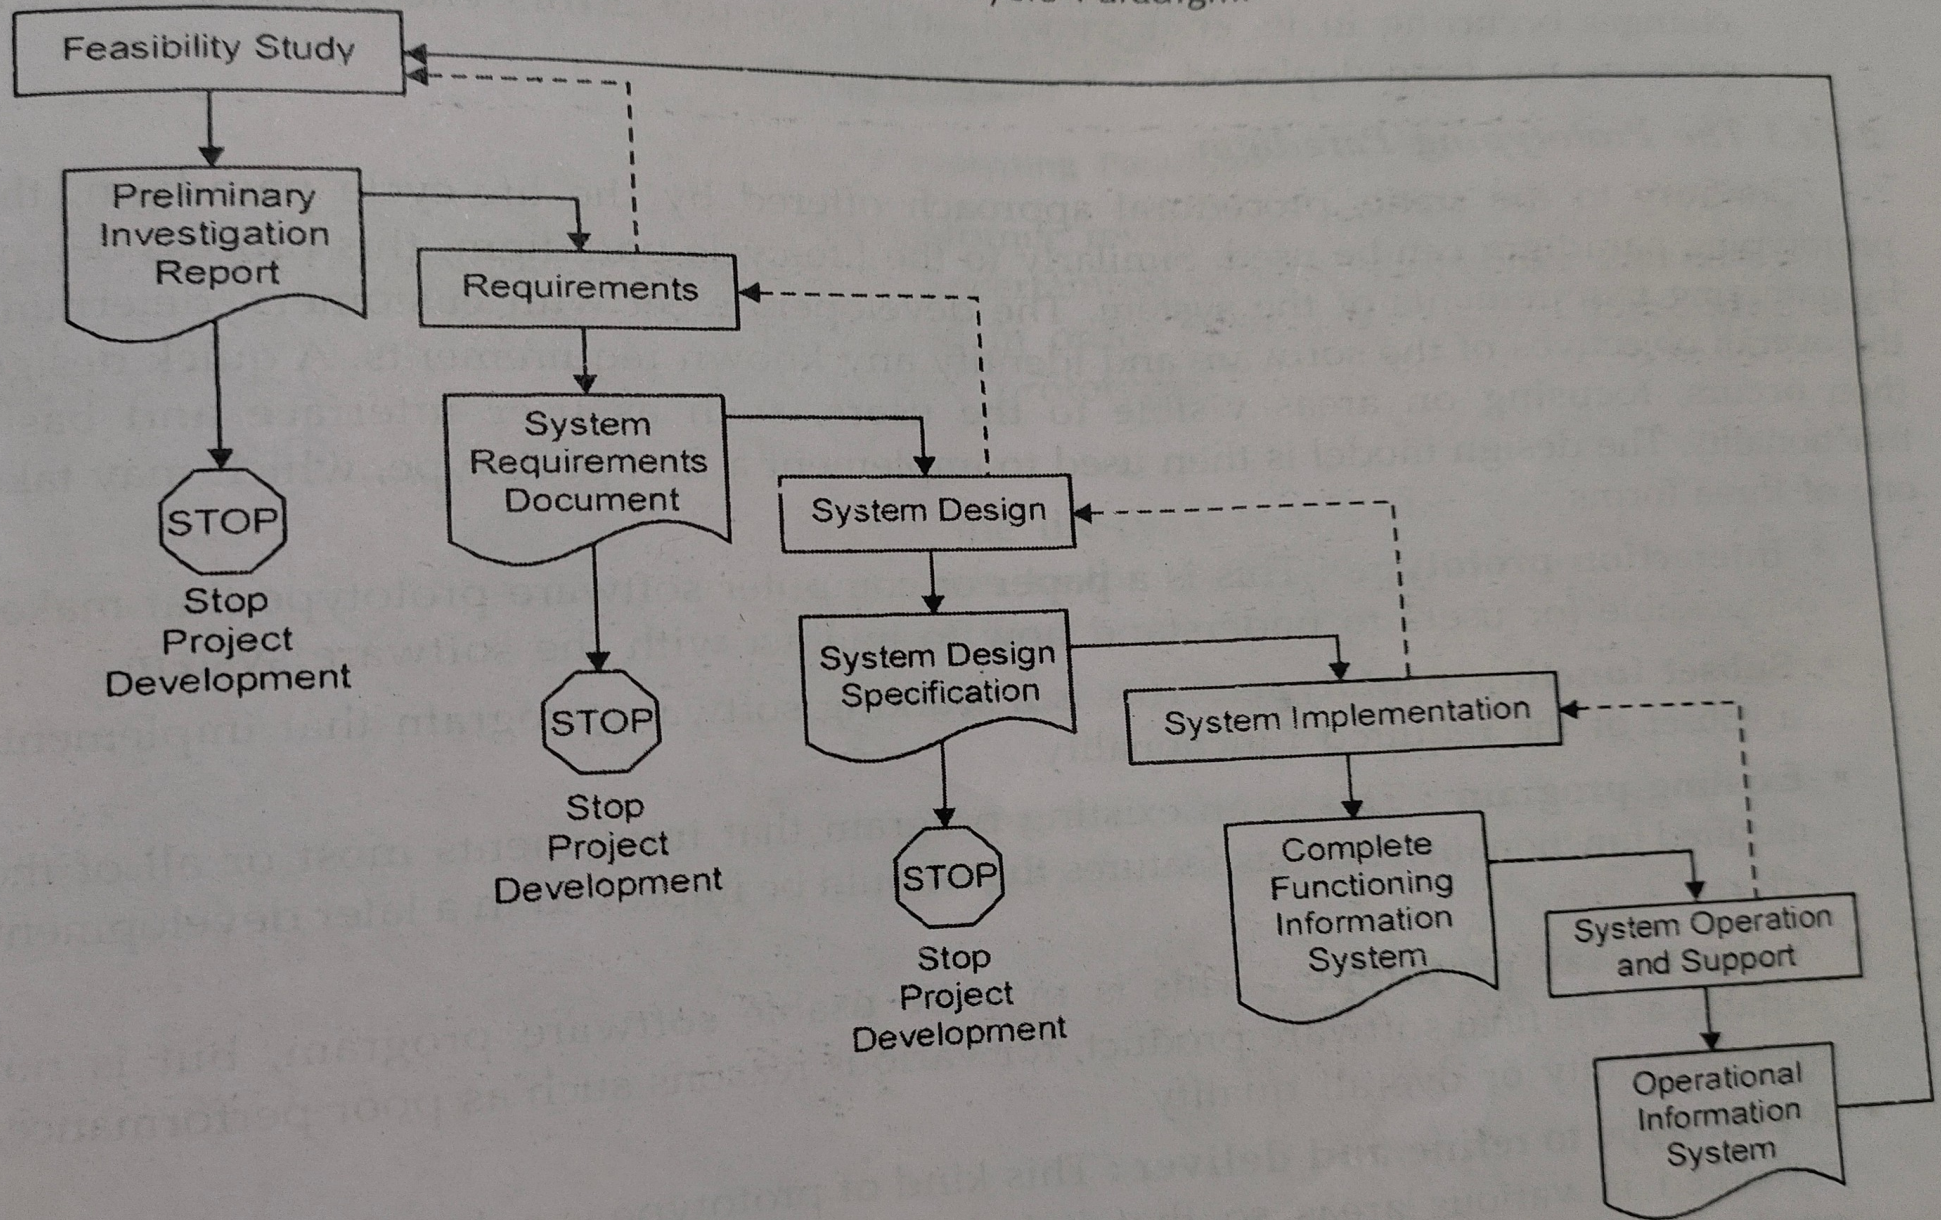 Feasibility Study
Preliminary
Investigation
Report
STOP
Stop
Project
Development
Requirements
System
Requirements
Document
STOP
Stop
Project
Development
System Design
System Design
Specification
STOP
Stop
Project
Development
System Implementation
Complete
Functioning
Information
System
System Operation
and Support
Operational
Information
System